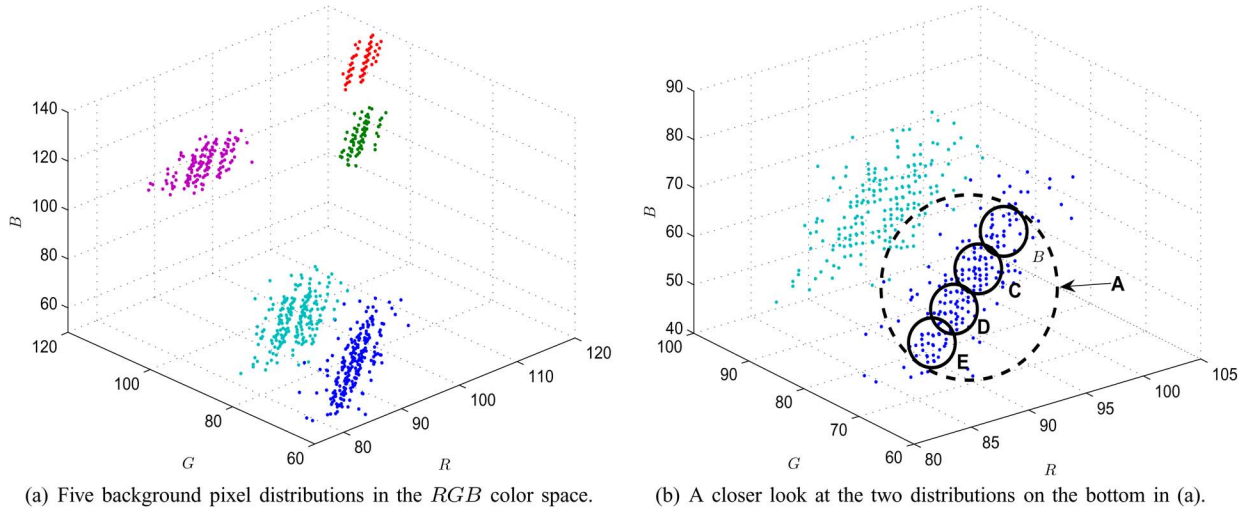 140
120
100
80
60
B
120
100
80
60
G
80
90
100
110
120
R
(a) Five background pixel distributions in the RGB color space.
90
80
70
60
50
40
B
100
90
80
70
60
G
80
85
90
95
100
105
R
B
A
C
D
E
(b) A closer look at the two distributions on the bottom in (a).